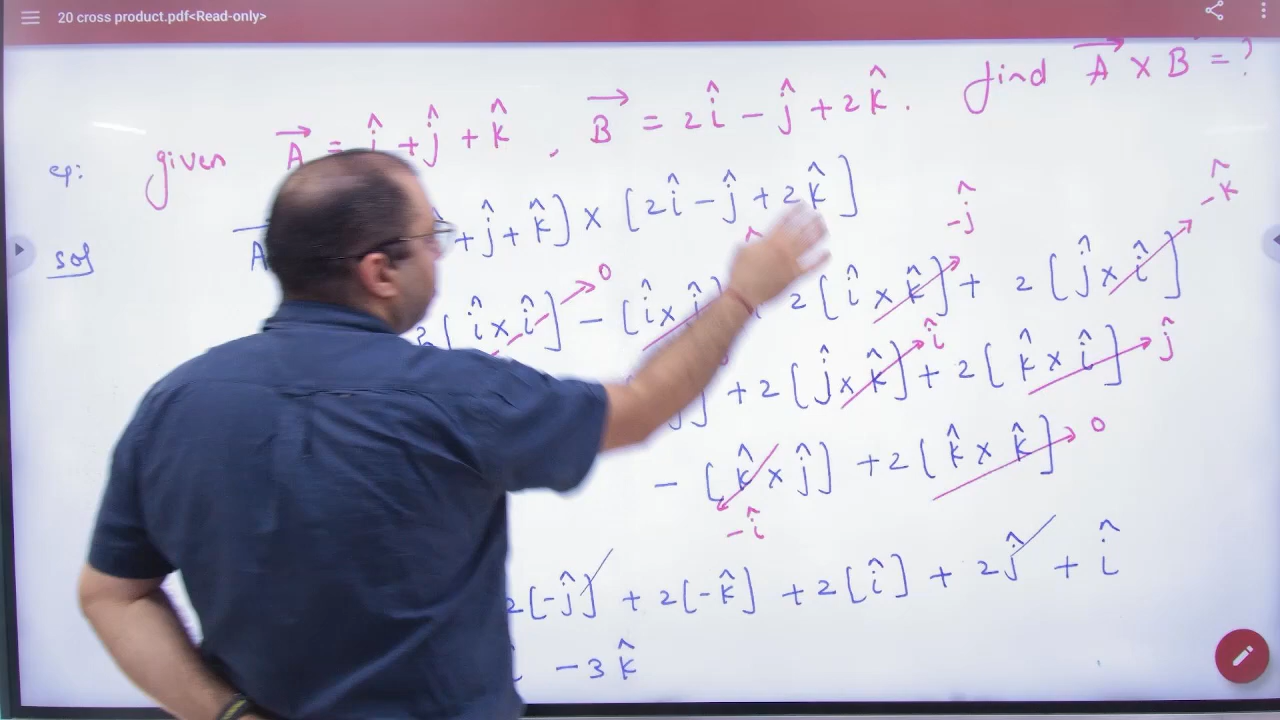 20 cross product.pdf<Read-only>
ep: given A⃗ = î + ĵ + k̂ , B⃗ = 2î − ĵ + 2k̂ . find A⃗ × B⃗ = ?
sol A + ĵ + k̂] × [2î − ĵ + 2k̂]
[î × î] → 0 − [î × ĵ] 2[î × k̂] → −ĵ + 2[ĵ × î] → −k̂
+ 2[ĵ × k̂] → î + 2[k̂ × î] → ĵ
− [k̂ × ĵ] → −î + 2[k̂ × k̂] → 0
2[−ĵ] + 2[−k̂] + 2[î] + 2ĵ + î
− 3k̂